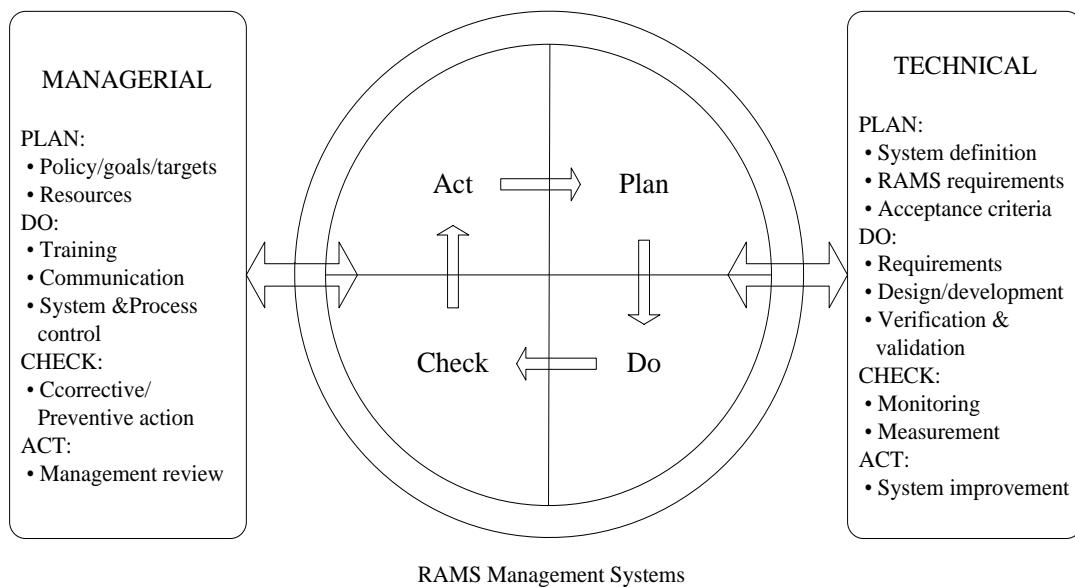 MANAGERIAL
PLAN:
• Policy/goals/targets
• Resources
DO:
• Training
• Communication
• System &Process
control
CHECK:
• Ccorrective/
Preventive action
ACT:
• Management review
Act
Plan
Check
Do
TECHNICAL
PLAN:
• System definition
• RAMS requirements
• Acceptance criteria
DO:
• Requirements
• Design/development
• Verification &
validation
CHECK:
• Monitoring
• Measurement
ACT:
• System improvement
RAMS Management Systems